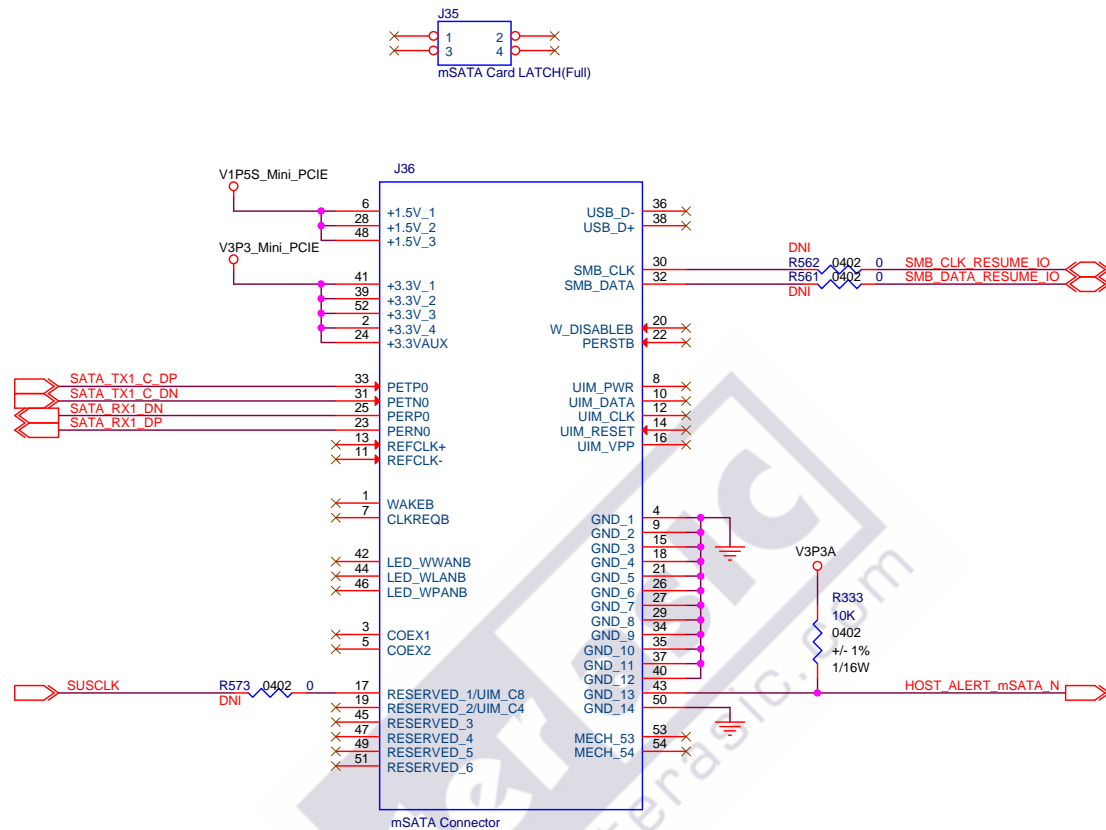 J35
1 2
3 4
mSATA Card LATCH(Full)
J36
V1P5S_Mini_PCIE
6 +1.5V_1 USB_D- 36
28 +1.5V_2 USB_D+ 38
48 +1.5V_3
V3P3_Mini_PCIE
DNI
SMB_CLK 30 R562 0402 0 SMB_CLK_RESUME_IO
41 +3.3V_1 SMB_DATA 32 R561 0402 0 SMB_DATA_RESUME_IO
DNI
39 +3.3V_2
52 +3.3V_3
2 +3.3V_4 W_DISABLEB 20
24 +3.3VAUX PERSTB 22
SATA_TX1_C_DP 33 PETP0 UIM_PWR 8
SATA_TX1_C_DN 31 PETN0 UIM_DATA 10
SATA_RX1_DN 25 PERP0 UIM_CLK 12
SATA_RX1_DP 23 PERN0 UIM_RESET 14
13 REFCLK+ UIM_VPP 16
11 REFCLK-
1 WAKEB
7 CLKREQB GND_1 4
GND_2 9
GND_3 15
42 LED_WWANB GND_4 18
44 LED_WLANB GND_5 21
46 LED_WPANB GND_6 26
GND_7 27
GND_8 29
3 COEX1 GND_9 34
5 COEX2 GND_10 35
GND_11 37
GND_12 40
V3P3A
R333
10K
0402
+/- 1%
1/16W
SUSCLK R573 0402 0 17 RESERVED_1/UIM_C8 GND_13 43 HOST_ALERT_mSATA_N
DNI
19 RESERVED_2/UIM_C4 GND_14 50
45 RESERVED_3
47 RESERVED_4 MECH_53 53
49 RESERVED_5 MECH_54 54
51 RESERVED_6
mSATA Connector
terasic.com